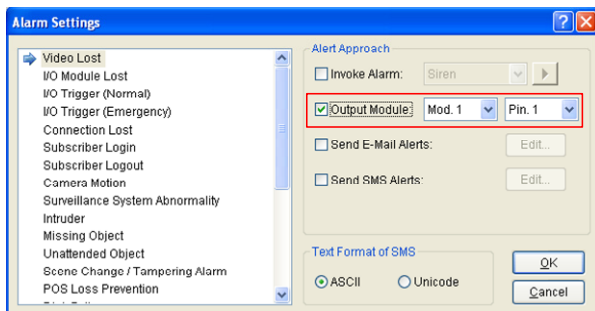 Alarm Settings
Video Lost
I/O Module Lost
I/O Trigger (Normal)
I/O Trigger (Emergency)
Connection Lost
Subscriber Login
Subscriber Logout
Camera Motion
Surveillance System Abnormality
Intruder
Missing Object
Unattended Object
Scene Change / Tampering Alarm
POS Loss Prevention
Alert Approach
Invoke Alarm: Siren
Output Module: Mod. 1 Pin. 1
Send E-Mail Alerts: Edit...
Send SMS Alerts: Edit...
Text Format of SMS
ASCII Unicode
OK
Cancel